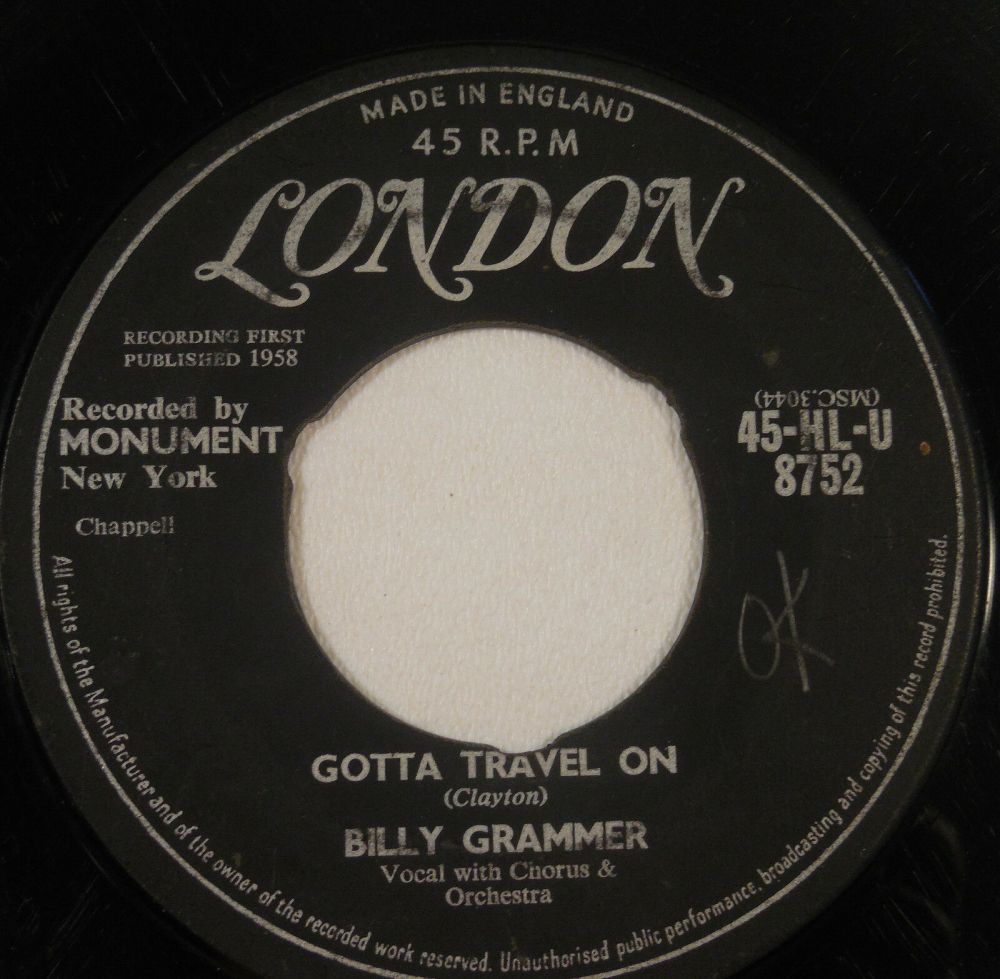 MADE IN ENGLAND
45 R.P.M
LONDON
RECORDING FIRST
PUBLISHED 1958
Recorded by
MONUMENT
New York
Chappell
(MSC.3044)
45-HL-U
8752
OK
GOTTA TRAVEL ON
(Clayton)
BILLY GRAMMER
Vocal with Chorus &
Orchestra
All rights of the Manufacturer and of the owner of the recorded work reserved. Unauthorised public performance, broadcasting and copying of this record prohibited.